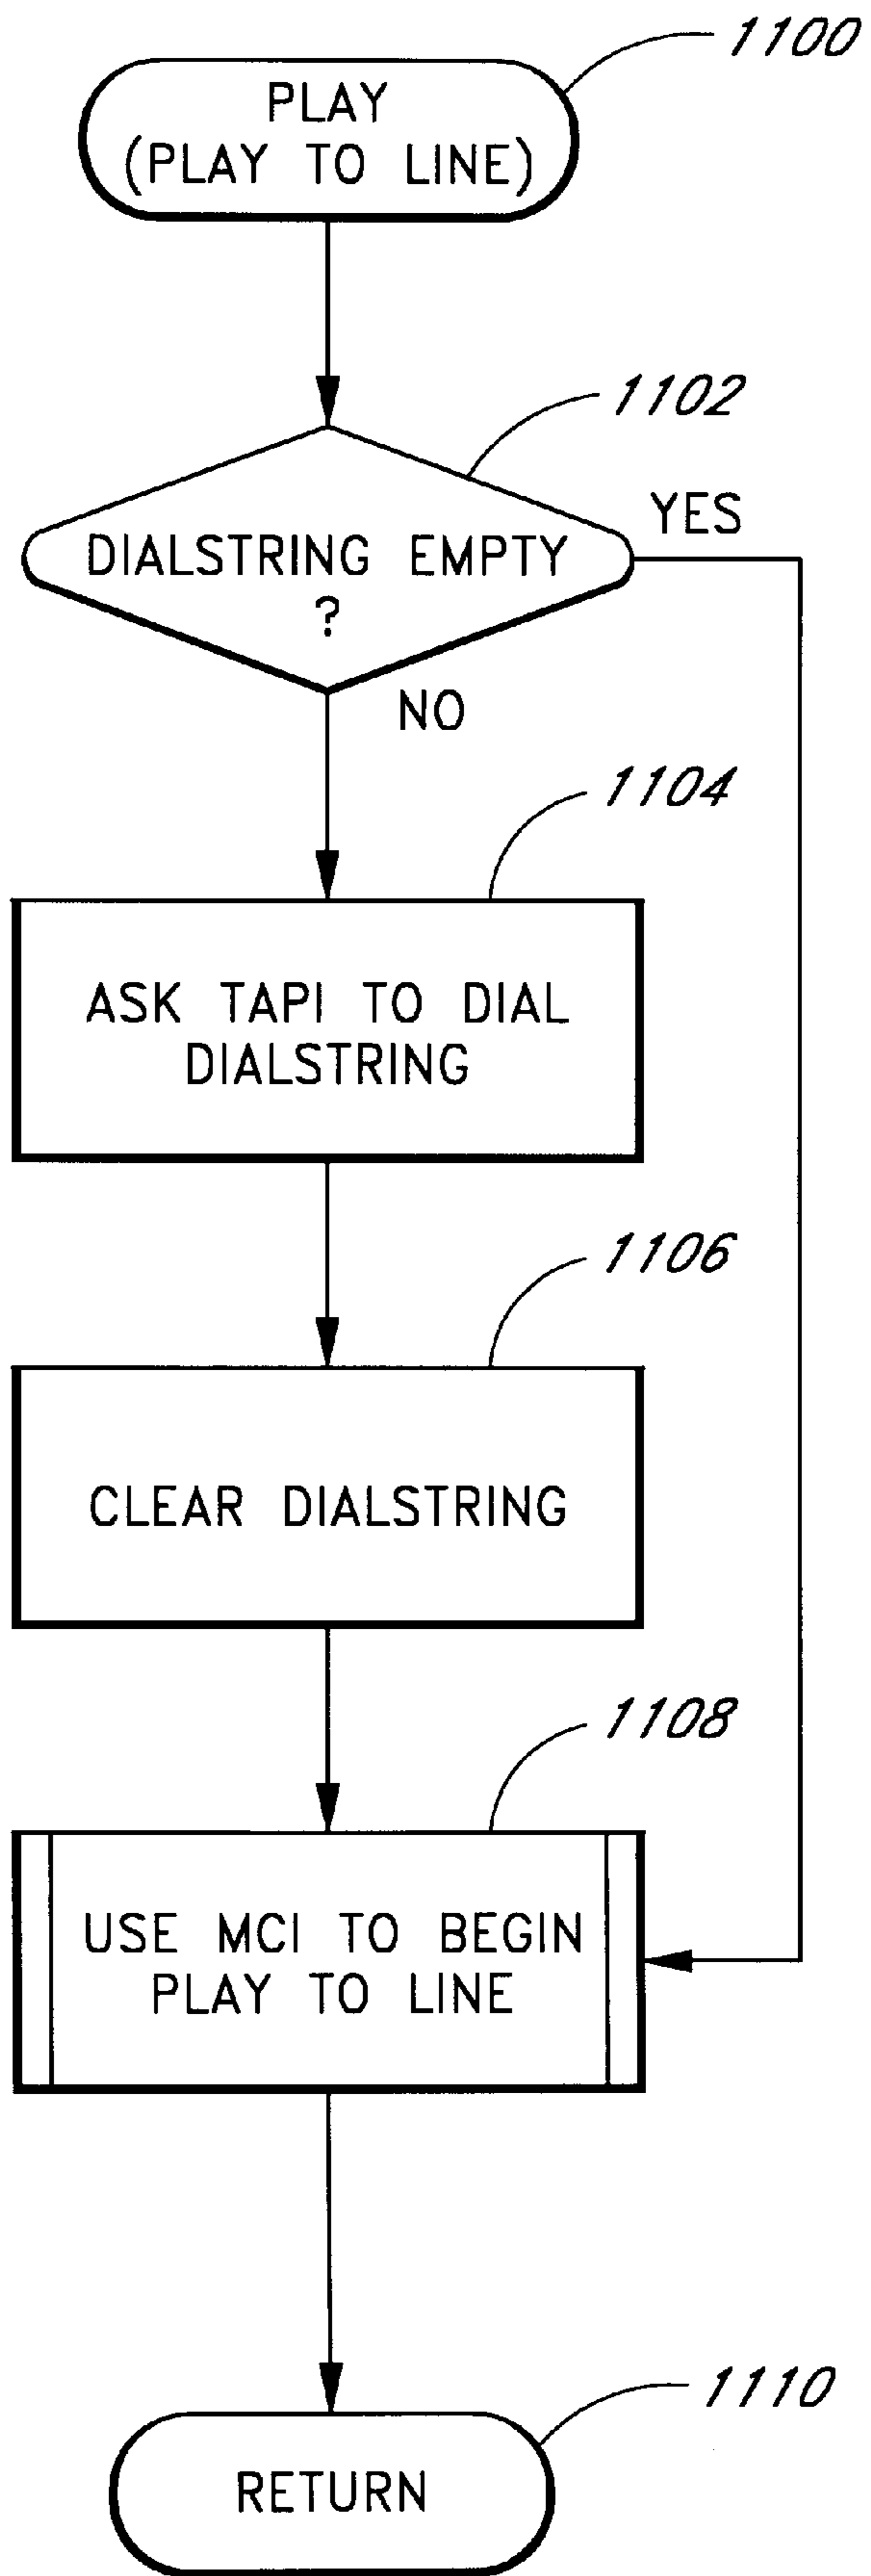 1100
PLAY
(PLAY TO LINE)
1102
DIALSTRING EMPTY
?
YES
NO
1104
ASK TAPI TO DIAL
DIALSTRING
1106
CLEAR DIALSTRING
1108
USE MCI TO BEGIN
PLAY TO LINE
1110
RETURN